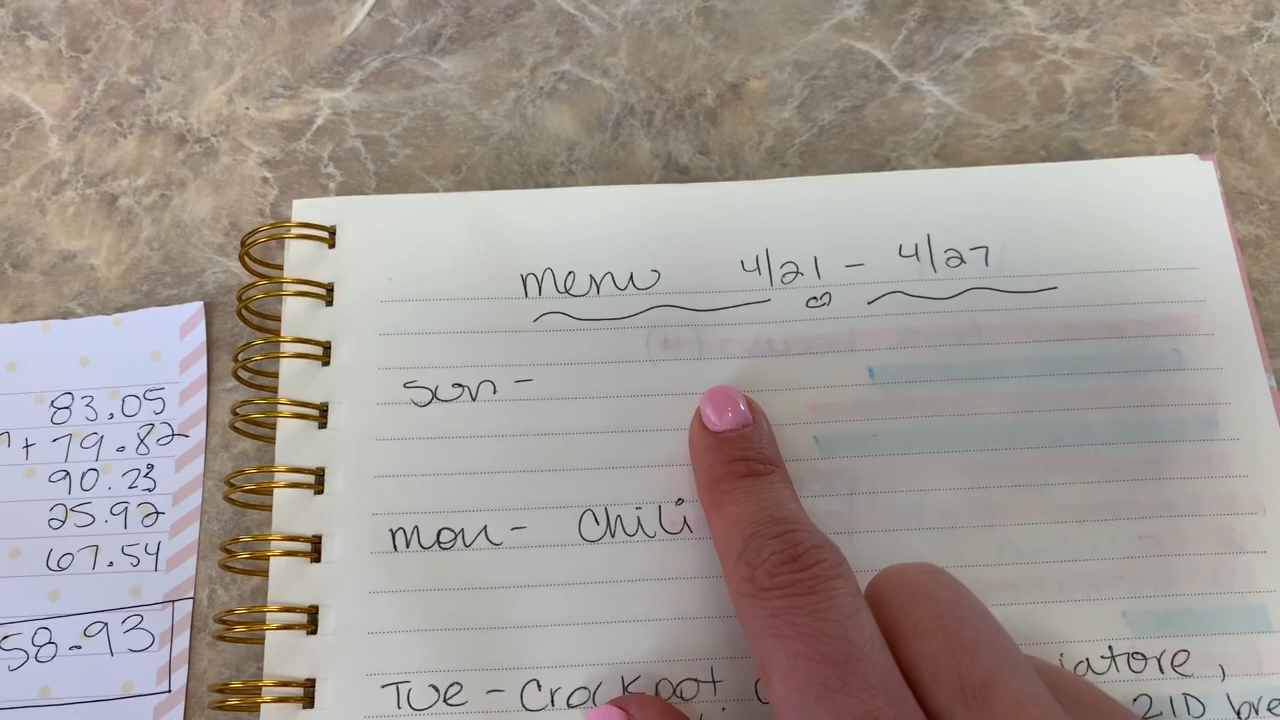 menu 4/21 - 4/27
Sun -
mon - Chili
Tue - Crockpot
83.05
+ 79.82
90.23
25.92
67.54
58.93